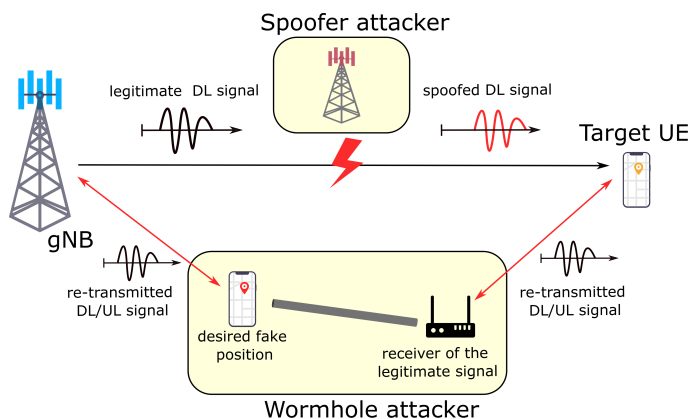 Spoofer attacker
legitimate DL signal
spoofed DL signal
Target UE
gNB
re-transmitted
DL/UL signal
re-transmitted
DL/UL signal
desired fake
position
receiver of the
legitimate signal
Wormhole attacker